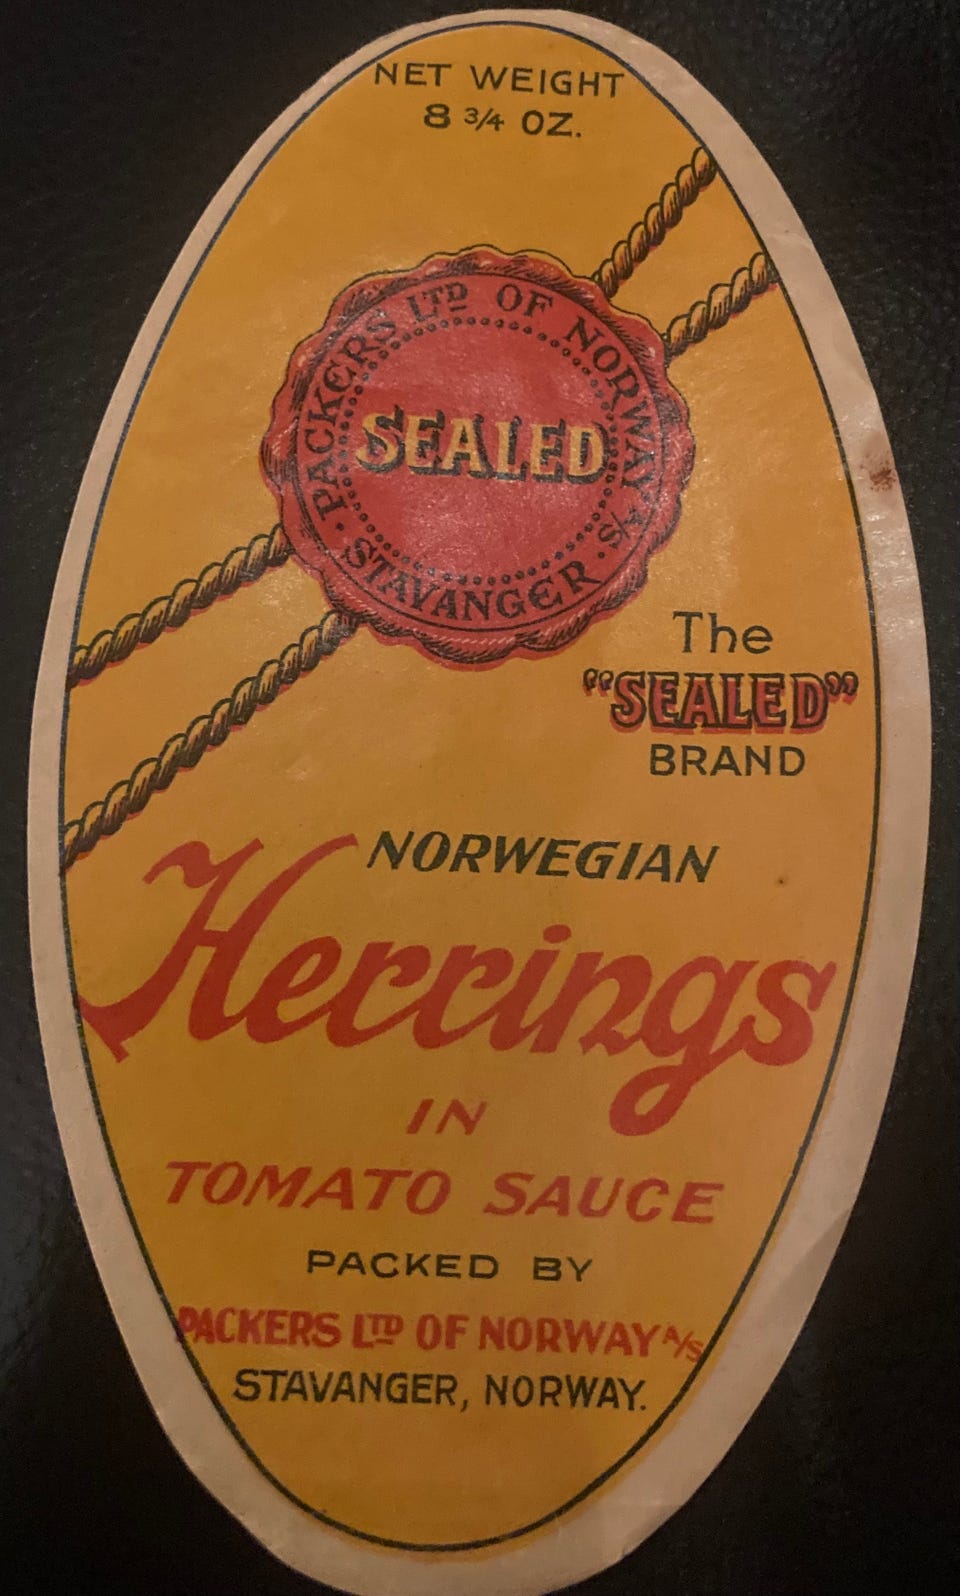 NET WEIGHT
8 3/4 OZ.
· PACKERS LTD OF NORWAY A/S ·
STAVANGER
SEALED
The
"SEALED"
BRAND
NORWEGIAN
Herrings
IN
TOMATO SAUCE
PACKED BY
PACKERS LTD OF NORWAY A/S
STAVANGER, NORWAY.